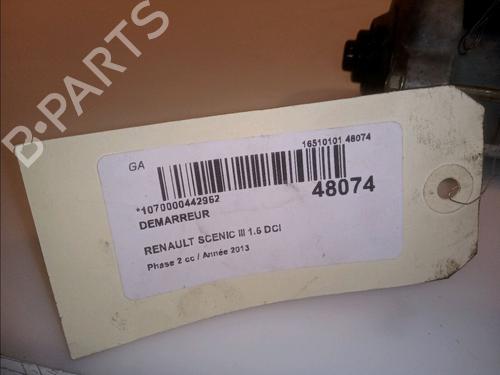 B-PARTS
GA
16510101 48074
*1070000442962
48074
DEMARREUR
RENAULT SCENIC III 1.6 DCI
Phase 2 cc / Année 2013